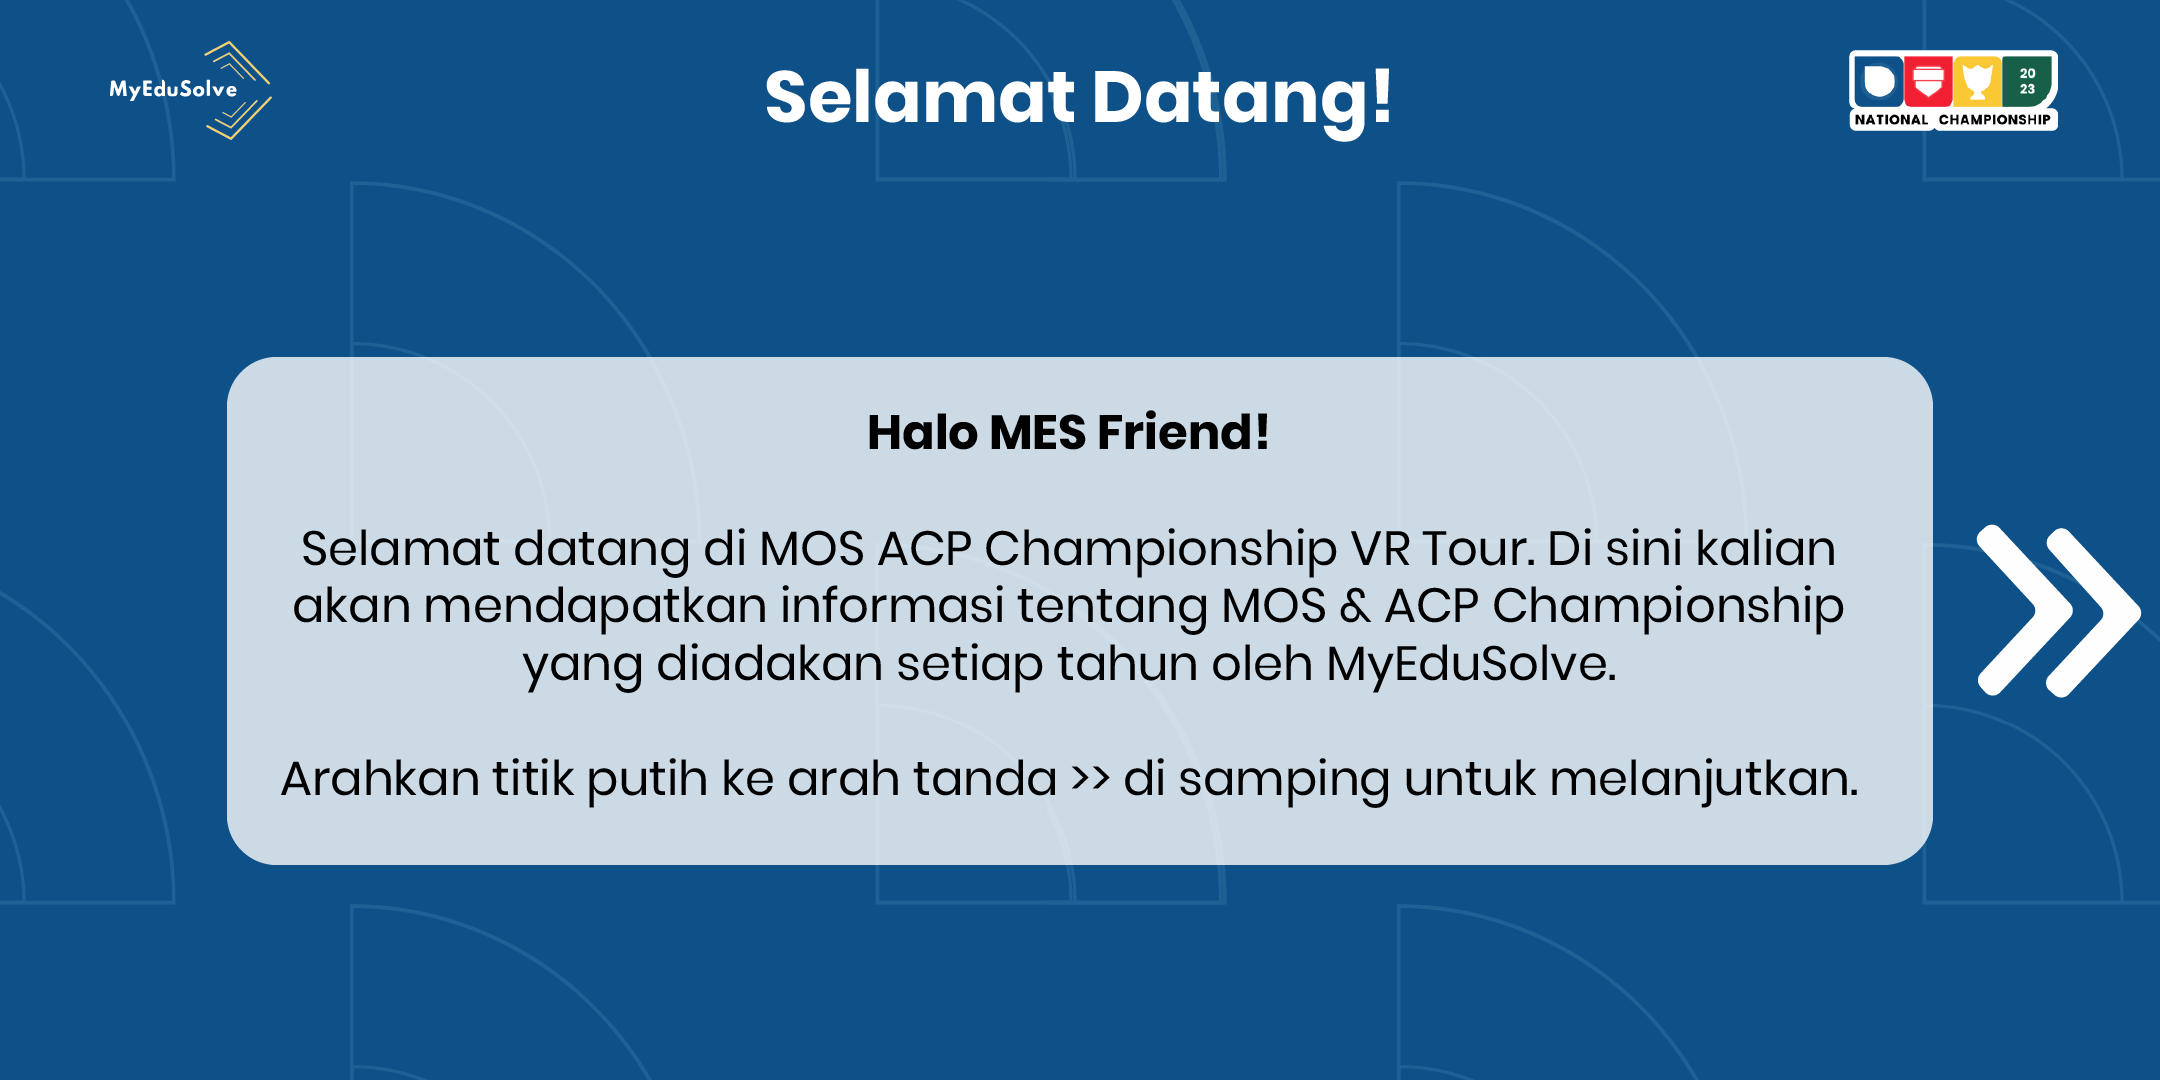 MyEduSolve
Selamat Datang!
20
23
NATIONAL CHAMPIONSHIP
Halo MES Friend!
Selamat datang di MOS ACP Championship VR Tour. Di sini kalian
akan mendapatkan informasi tentang MOS & ACP Championship
yang diadakan setiap tahun oleh MyEduSolve.
Arahkan titik putih ke arah tanda >> di samping untuk melanjutkan.